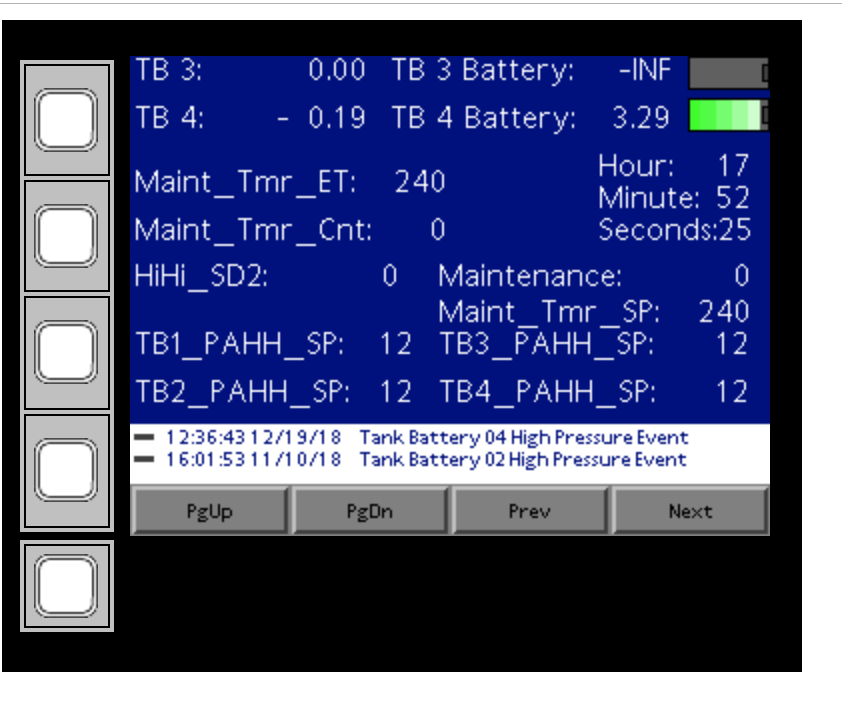 TB 3: 0.00 TB 3 Battery: -INF
TB 4: - 0.19 TB 4 Battery: 3.29
Hour: 17
Maint_Tmr_ET: 240
Minute: 52
Maint_Tmr_Cnt: 0 Seconds:25
HiHi_SD2: 0 Maintenance: 0
Maint_Tmr_SP: 240
TB1_PAHH_SP: 12 TB3_PAHH_SP: 12
TB2_PAHH_SP: 12 TB4_PAHH_SP: 12
12:36:43 12/19/18 Tank Battery 04 High Pressure Event
16:01:53 11/10/18 Tank Battery 02 High Pressure Event
PgUp PgDn Prev Next